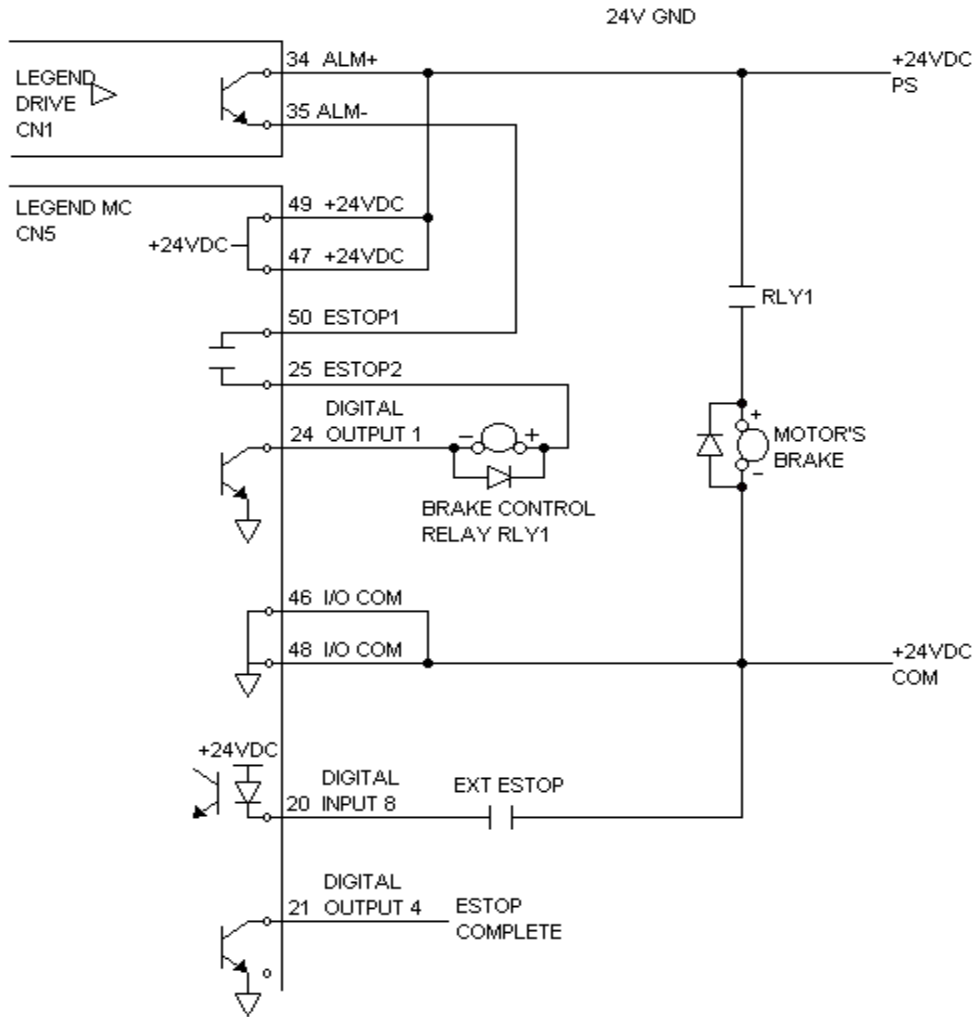 24V GND
34 ALM+
+24VDC
PS
LEGEND
DRIVE
CN1
35 ALM-
LEGEND MC
CN5
49 +24VDC
+24VDC
47 +24VDC
RLY1
50 ESTOP1
25 ESTOP2
DIGITAL
24 OUTPUT 1
- +
BRAKE CONTROL
RELAY RLY1
+
MOTOR'S
BRAKE
-
46 I/O COM
48 I/O COM
+24VDC
COM
+24VDC
DIGITAL
20 INPUT 8
EXT ESTOP
DIGITAL
21 OUTPUT 4
ESTOP
COMPLETE